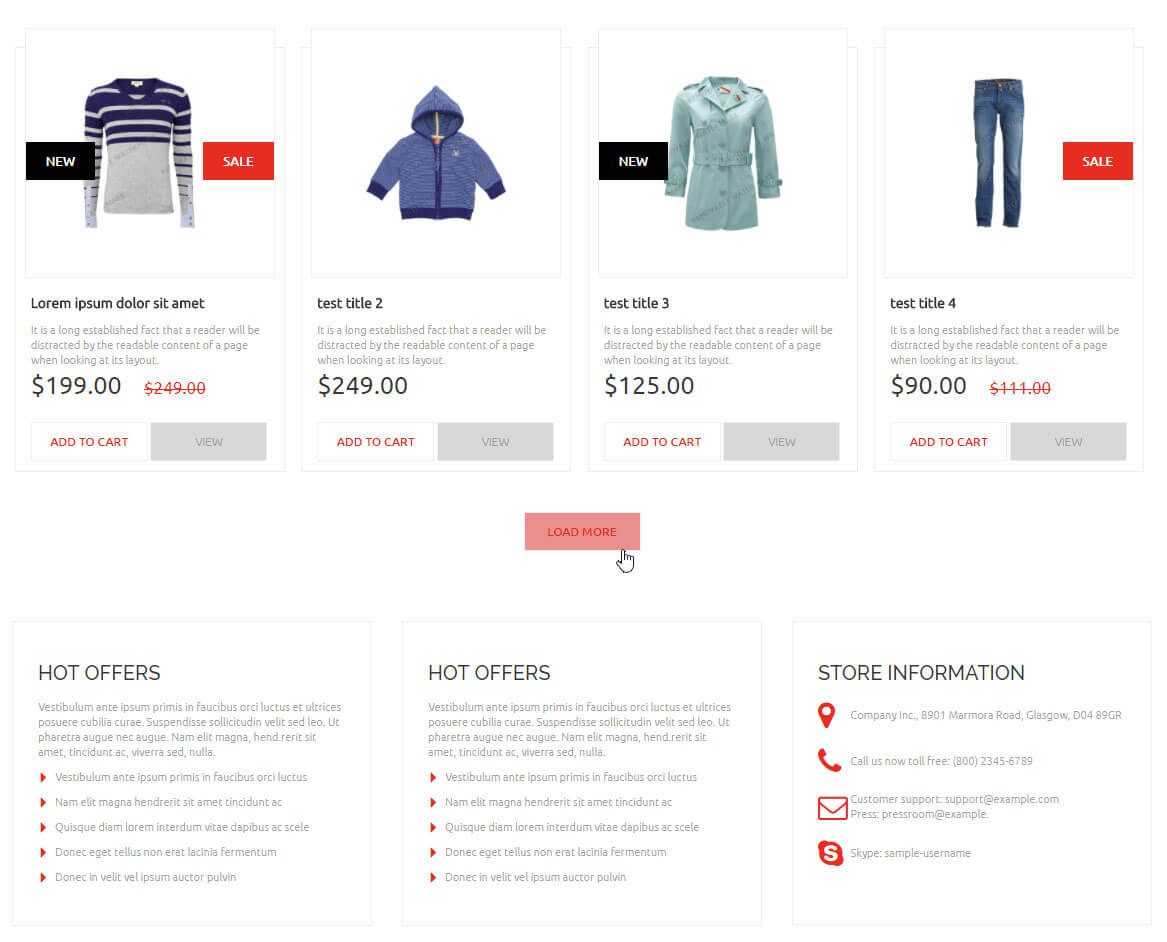 NEW
SALE
NEW
SALE
Lorem ipsum dolor sit amet
It is a long established fact that a reader will be
distracted by the readable content of a page
when looking at its layout.
$199.00 $249.00
ADD TO CART VIEW
test title 2
It is a long established fact that a reader will be
distracted by the readable content of a page
when looking at its layout.
$249.00
ADD TO CART VIEW
test title 3
It is a long established fact that a reader will be
distracted by the readable content of a page
when looking at its layout.
$125.00
ADD TO CART VIEW
test title 4
It is a long established fact that a reader will be
distracted by the readable content of a page
when looking at its layout.
$90.00 $111.00
ADD TO CART VIEW
LOAD MORE
HOT OFFERS
Vestibulum ante ipsum primis in faucibus orci luctus et ultrices
posuere cubilia curae. Suspendisse sollicitudin velit sed leo. Ut
pharetra augue nec augue. Nam elit magna, hend.rerit sit
amet, tincidunt ac, viverra sed, nulla.
Vestibulum ante ipsum primis in faucibus orci luctus
Nam elit magna hendrerit sit amet tincidunt ac
Quisque diam lorem interdum vitae dapibus ac scele
Donec eget tellus non erat lacinia fermentum
Donec in velit vel ipsum auctor pulvin
HOT OFFERS
Vestibulum ante ipsum primis in faucibus orci luctus et ultrices
posuere cubilia curae. Suspendisse sollicitudin velit sed leo. Ut
pharetra augue nec augue. Nam elit magna, hend.rerit sit
amet, tincidunt ac, viverra sed, nulla.
Vestibulum ante ipsum primis in faucibus orci luctus
Nam elit magna hendrerit sit amet tincidunt ac
Quisque diam lorem interdum vitae dapibus ac scele
Donec eget tellus non erat lacinia fermentum
Donec in velit vel ipsum auctor pulvin
STORE INFORMATION
Company Inc., 8901 Marmora Road, Glasgow, D04 89GR
Call us now toll free: (800) 2345-6789
Customer support: support@example.com
Press: pressroom@example.
Skype: sample-username